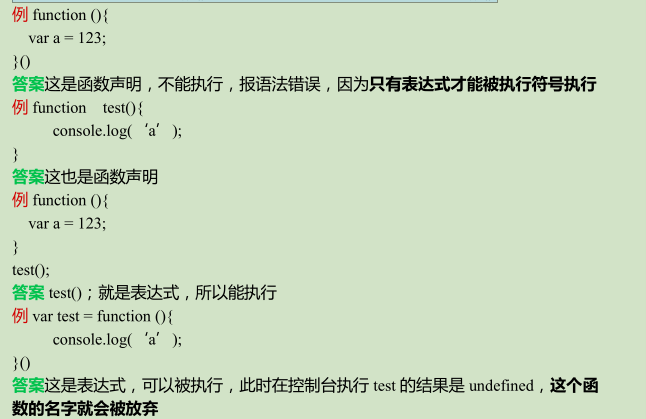 例 function (){
var a = 123;
}()
答案这是函数声明，不能执行，报语法错误，因为只有表达式才能被执行符号执行
例 function test(){
console.log(‘a’);
}
答案这也是函数声明
例 function (){
var a = 123;
}
test();
答案 test()；就是表达式，所以能执行
例 var test = function (){
console.log(‘a’);
}()
答案这是表达式，可以被执行，此时在控制台执行 test 的结果是 undefined，这个函
数的名字就会被放弃